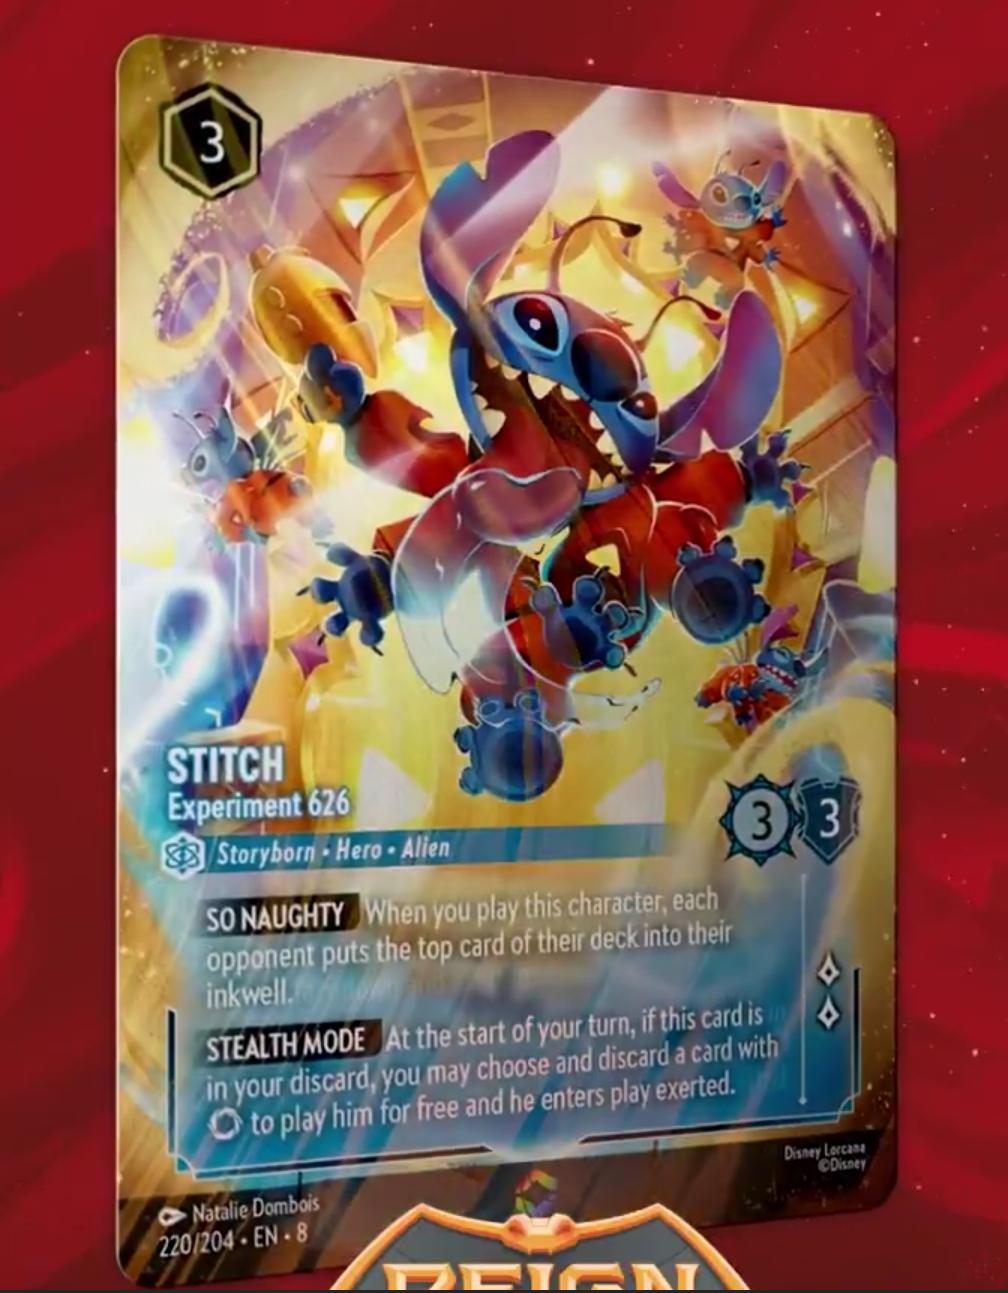 3
STITCH
Experiment 626
Storyborn • Hero • Alien
3 3
SO NAUGHTY When you play this character, each
opponent puts the top card of their deck into their
inkwell.
STEALTH MODE At the start of your turn, if this card is
in your discard, you may choose and discard a card with
to play him for free and he enters play exerted.
Disney Lorcana
©Disney
Natalie Dombois
220/204 • EN • 8
REIGN